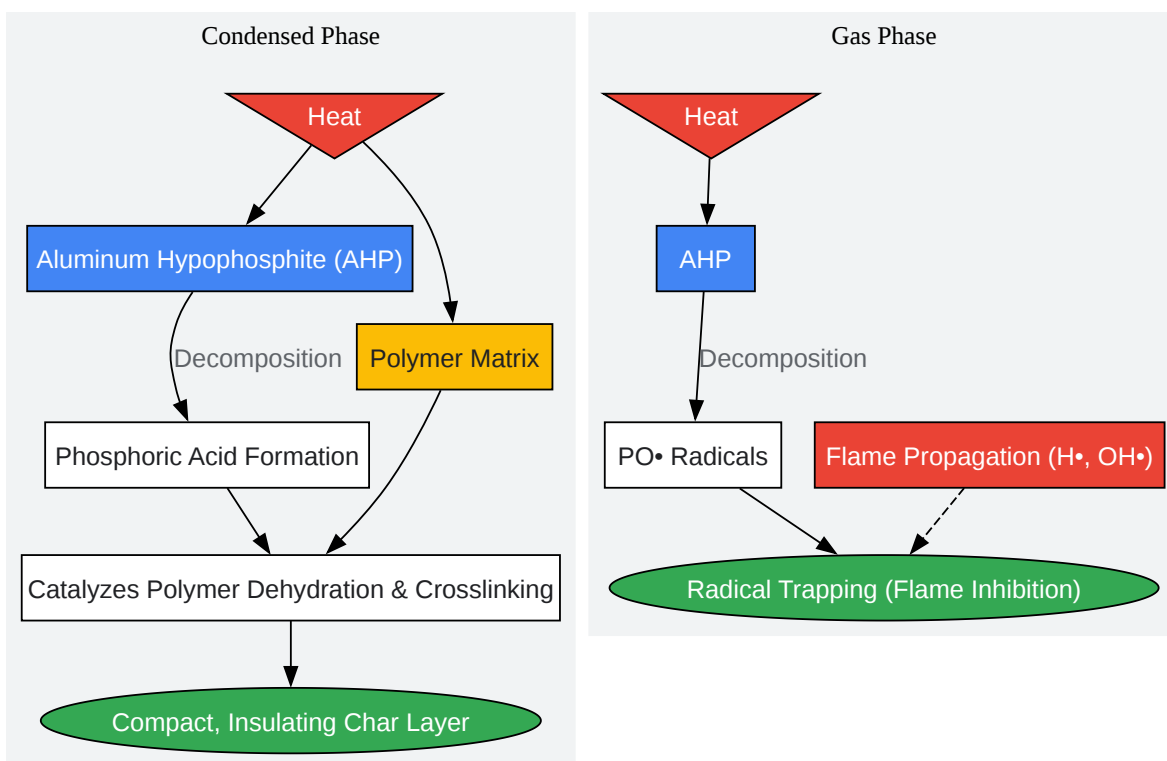 Condensed Phase
Heat
Aluminum Hypophosphite (AHP)
Decomposition
Polymer Matrix
Phosphoric Acid Formation
Catalyzes Polymer Dehydration & Crosslinking
Compact, Insulating Char Layer
Gas Phase
Heat
AHP
Decomposition
PO• Radicals
Flame Propagation (H•, OH•)
Radical Trapping (Flame Inhibition)